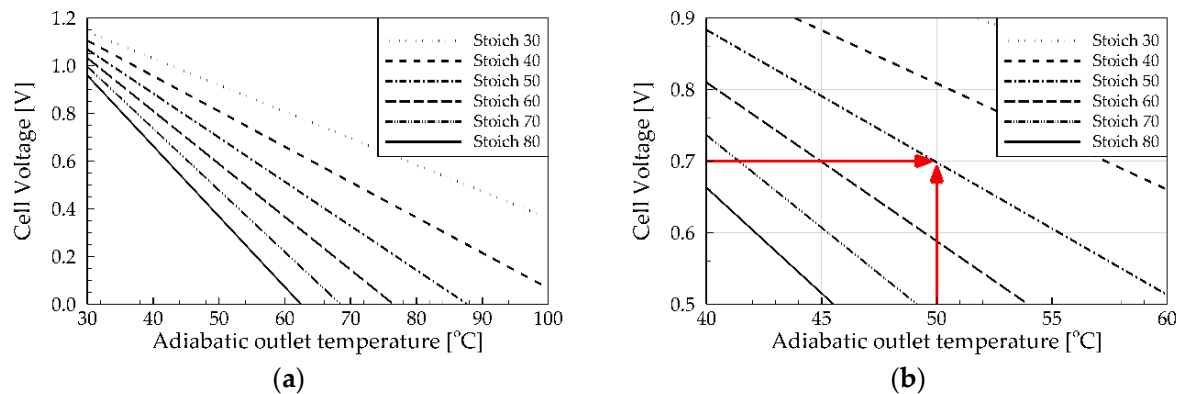 1.2
1.0
0.8
0.6
0.4
0.2
0.0
Cell Voltage [V]
30 40 50 60 70 80 90 100
Adiabatic outlet temperature [°C]
Stoich 30
Stoich 40
Stoich 50
Stoich 60
Stoich 70
Stoich 80
(a)
0.9
0.8
0.7
0.6
0.5
Cell Voltage [V]
40 45 50 55 60
Adiabatic outlet temperature [°C]
Stoich 30
Stoich 40
Stoich 50
Stoich 60
Stoich 70
Stoich 80
(b)